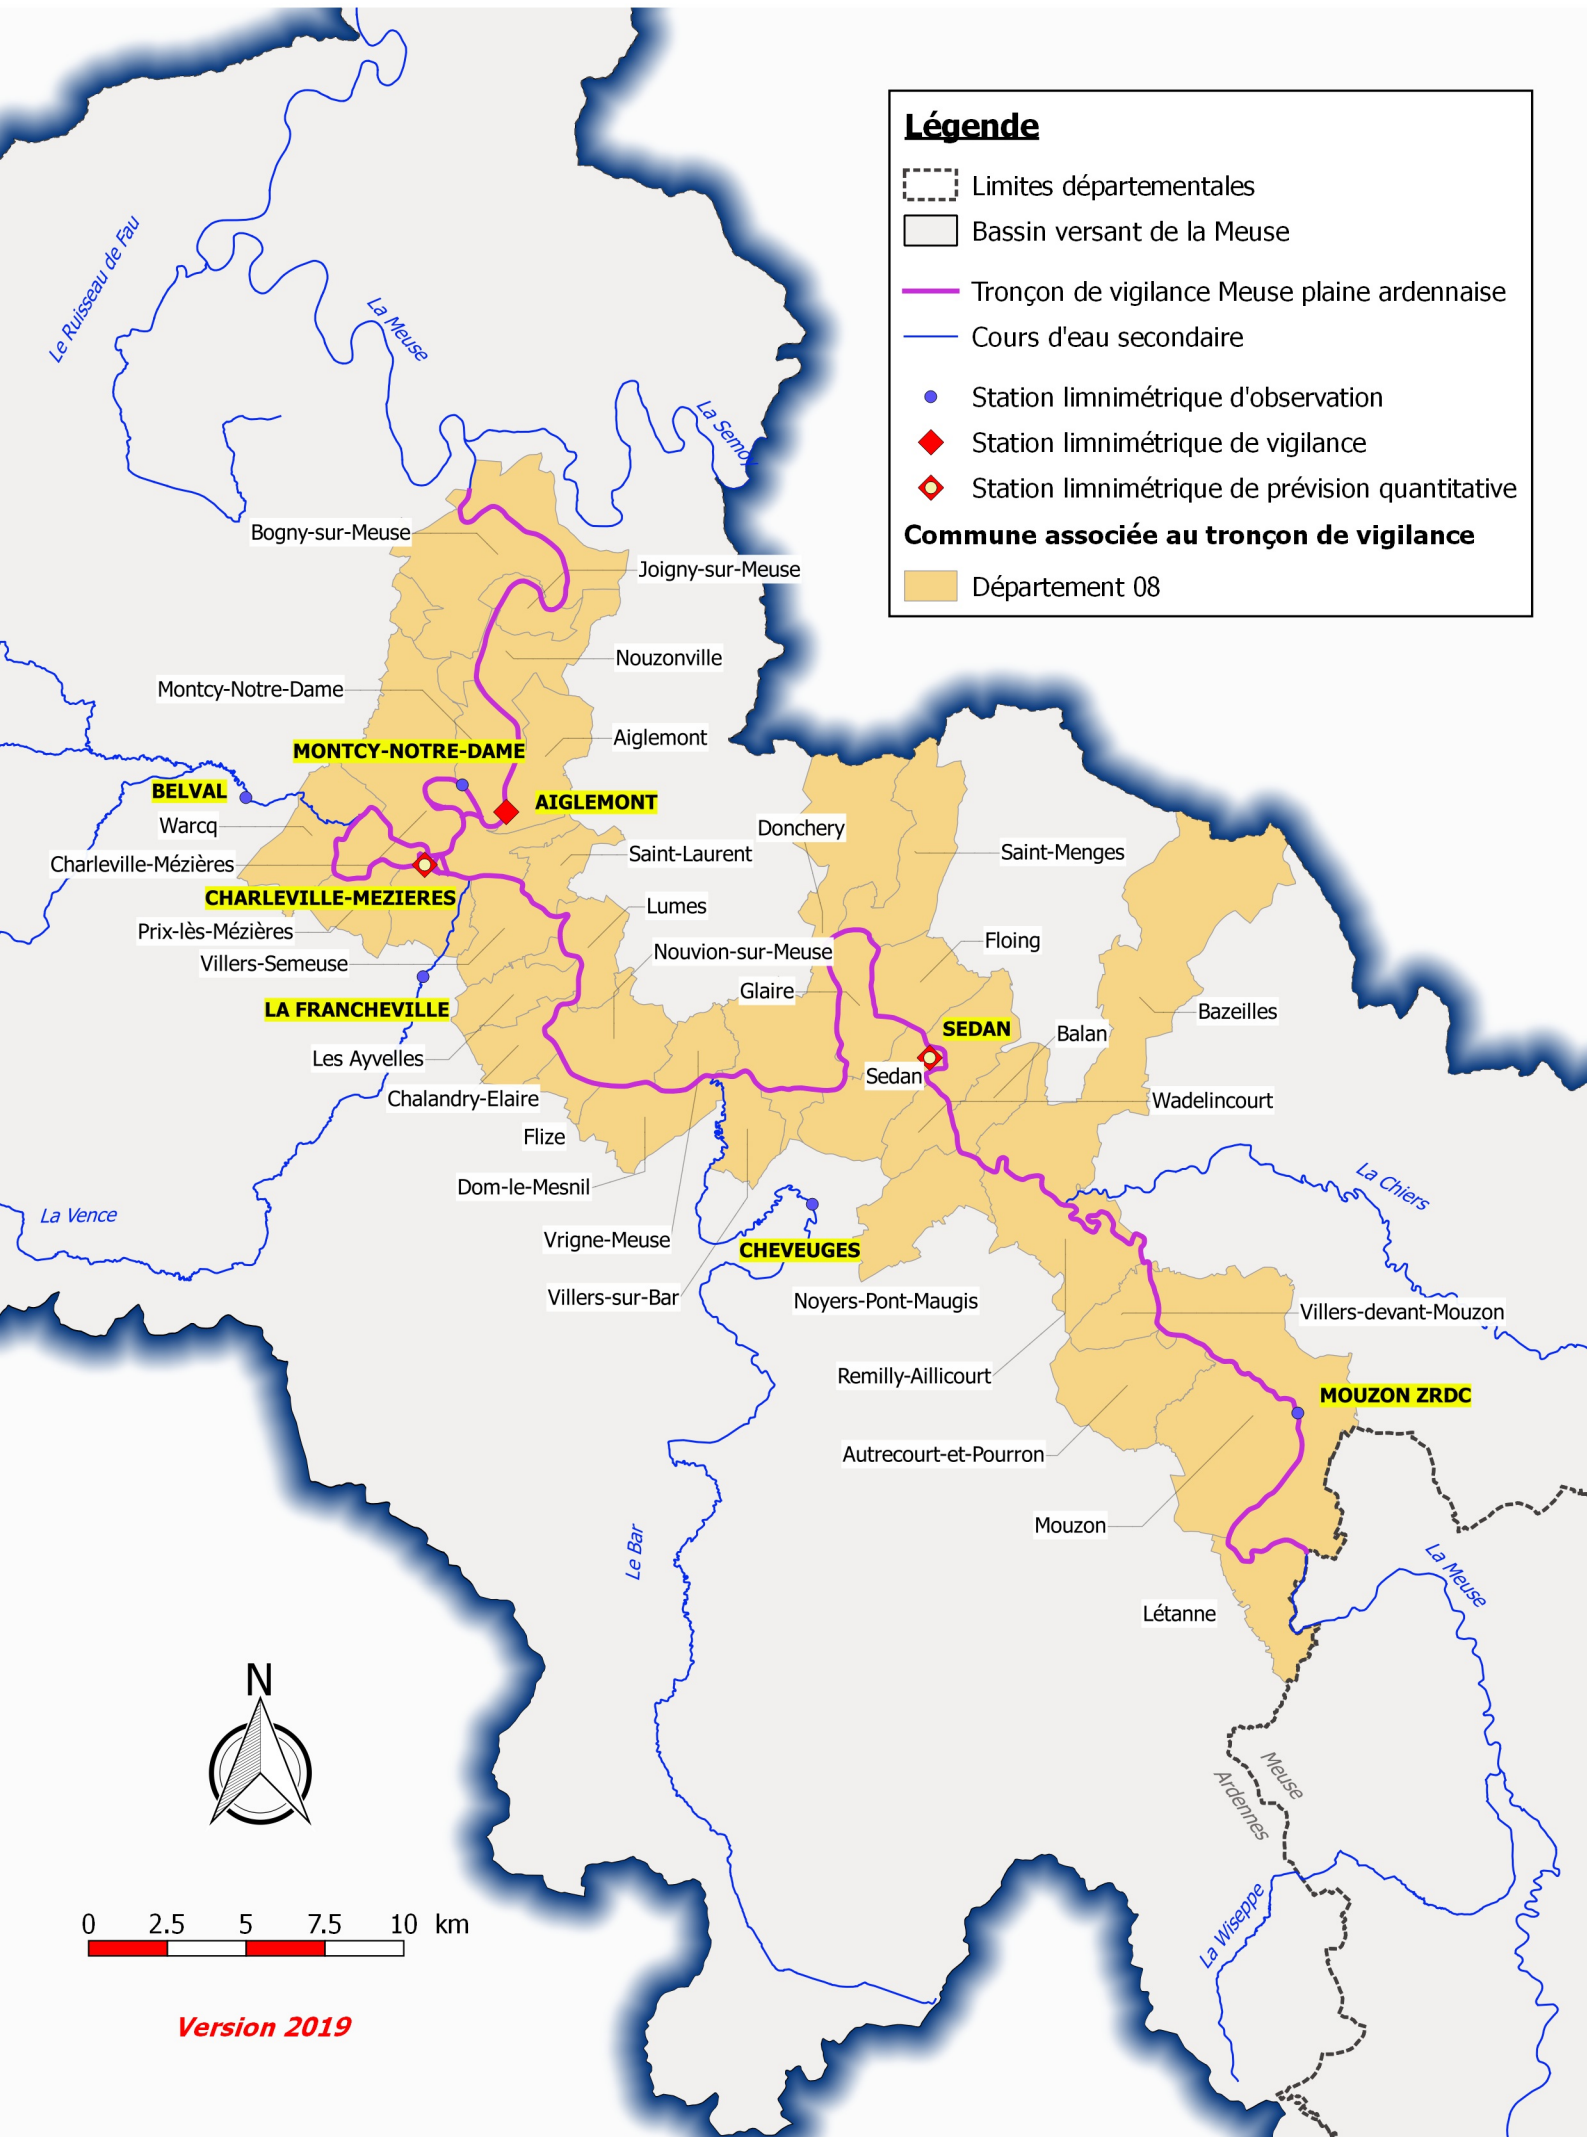 Légende
Limites départementales
Bassin versant de la Meuse
Tronçon de vigilance Meuse plaine ardennaise
Cours d'eau secondaire
Station limnimétrique d'observation
Station limnimétrique de vigilance
Station limnimétrique de prévision quantitative
Commune associée au tronçon de vigilance
Département 08
Le Ruisseau de Fau
La Meuse
La Semoy
Bogny-sur-Meuse
Joigny-sur-Meuse
Nouzonville
Montcy-Notre-Dame
Aiglemont
MONTCY-NOTRE-DAME
BELVAL
AIGLEMONT
Warcq
Donchery
Saint-Laurent
Saint-Menges
Charleville-Mézières
CHARLEVILLE-MEZIERES
Lumes
Prix-lès-Mézières
Floing
Nouvion-sur-Meuse
Villers-Semeuse
Glaire
LA FRANCHEVILLE
Bazeilles
SEDAN
Balan
Les Ayvelles
Sedan
Chalandry-Elaire
Wadelincourt
Flize
Dom-le-Mesnil
La Chiers
La Vence
Vrigne-Meuse
CHEVEUGES
Villers-sur-Bar
Noyers-Pont-Maugis
Villers-devant-Mouzon
Remilly-Aillicourt
MOUZON ZRDC
Autrecourt-et-Pourron
Mouzon
Le Bar
La Meuse
Létanne
Meuse
Ardennes
La Wiseppe
N
0 2.5 5 7.5 10 km
Version 2019